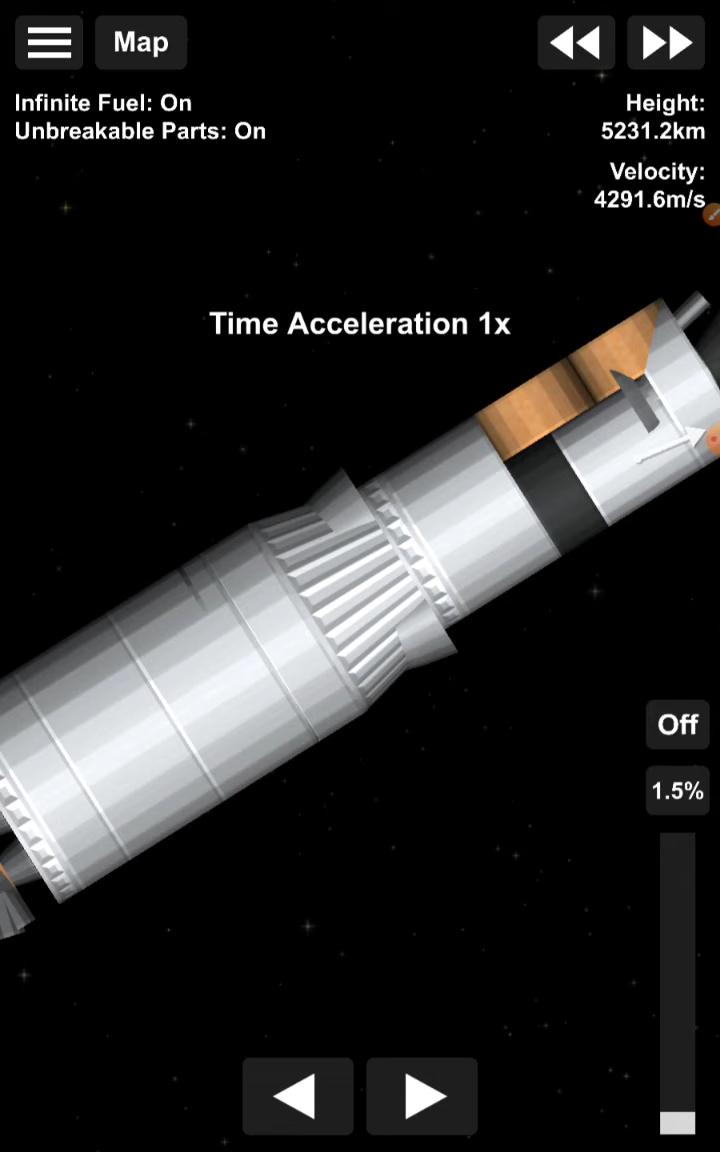 Map
Infinite Fuel: On
Unbreakable Parts: On
Height:
5231.2km
Velocity:
4291.6m/s
Time Acceleration 1x
Off
1.5%